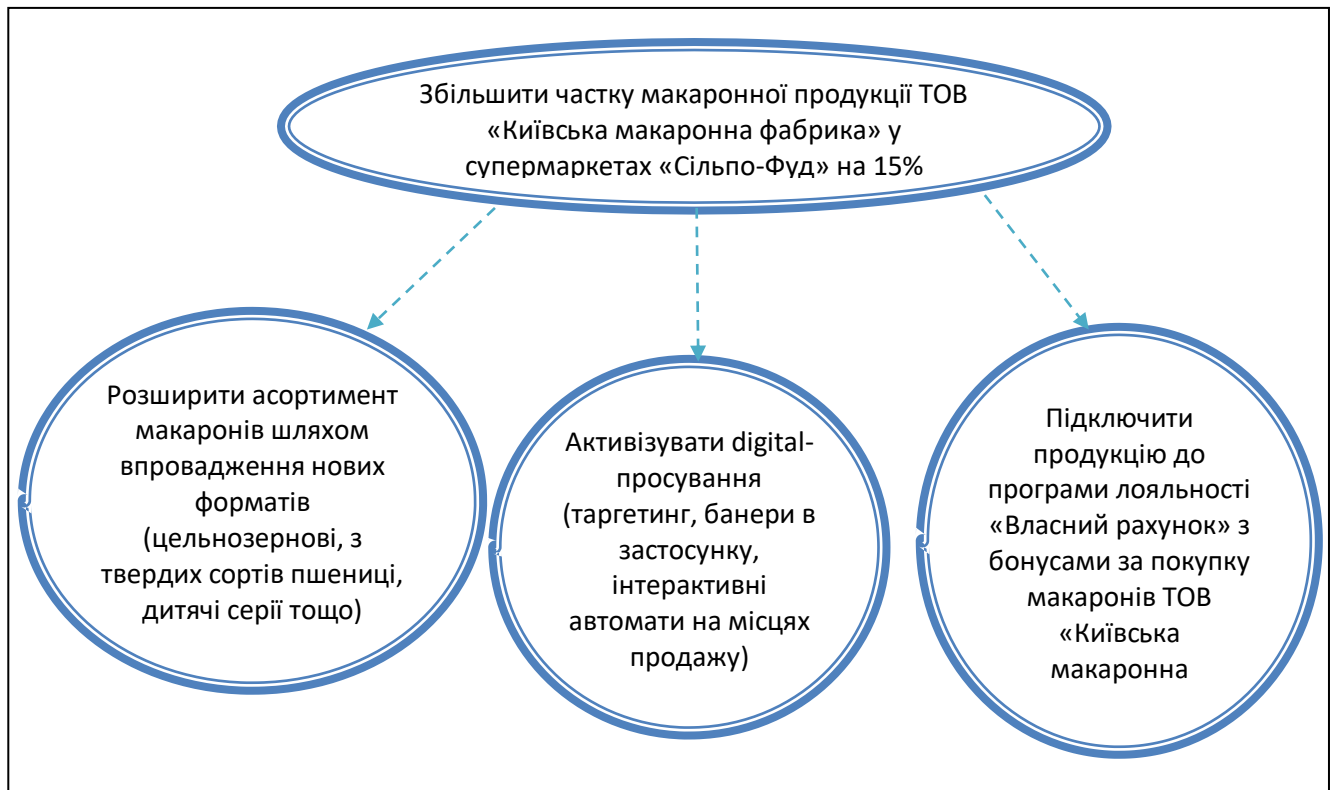 Збільшити частку макаронної продукції ТОВ
«Київська макаронна фабрика» у
супермаркетах «Сільпо-Фуд» на 15%
Розширити асортимент
макаронів шляхом
впровадження нових
форматів
(цельнозернові, з
твердих сортів пшениці,
дитячі серії тощо)
Активізувати digital-
просування
(таргетинг, банери в
застосунку,
інтерактивні
автомати на місцях
продажу)
Підключити
продукцію до
програми лояльності
«Власний рахунок» з
бонусами за покупку
макаронів ТОВ
«Київська
макаронна